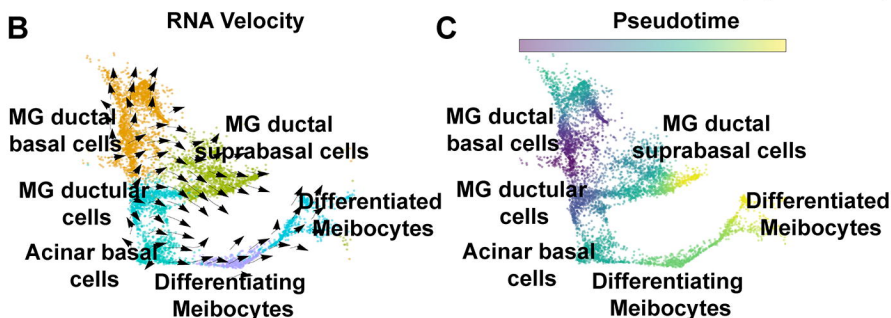 B
RNA Velocity
MG ductal
basal cells
MG ductal
suprabasal cells
MG ductular
cells
Differentiated
Meibocytes
Acinar basal
cells
Differentiating
Meibocytes
C
Pseudotime
MG ductal
basal cells
MG ductal
suprabasal cells
MG ductular
cells
Differentiated
Meibocytes
Acinar basal
cells
Differentiating
Meibocytes